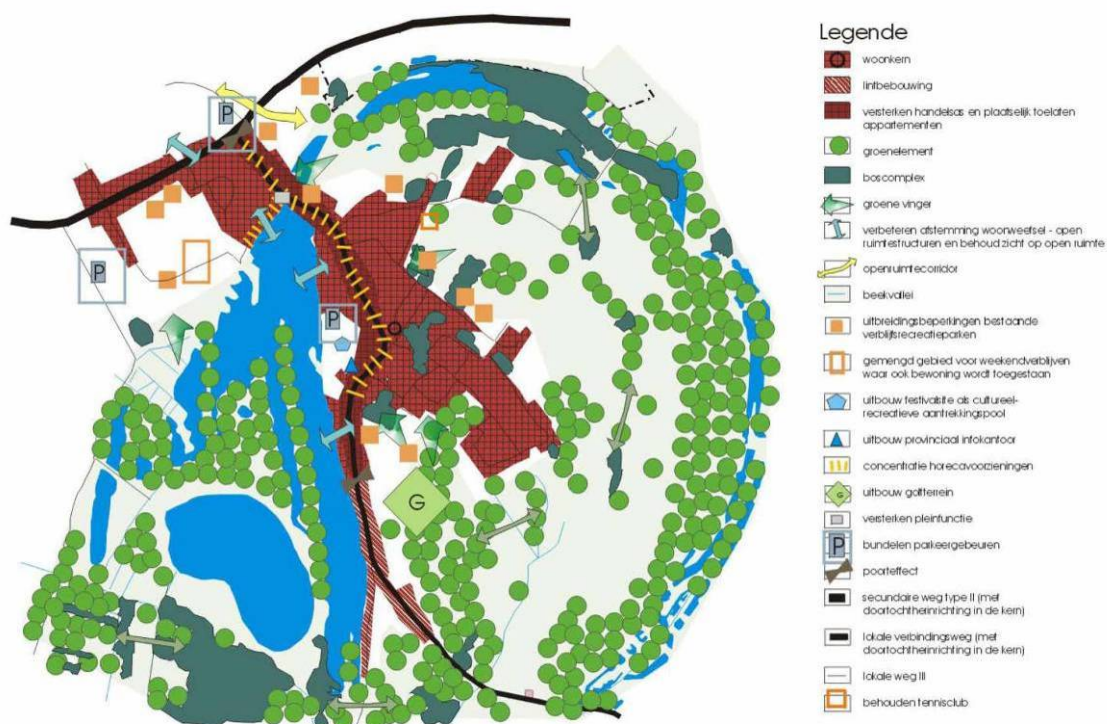 Legende
woonkern
lintbebouwing
versterken handelsas en plaatselijk toelaten
appartementen
groenelement
boscomplex
groene vinger
verbeteren afstemming woonweefsel - open
ruimtestructuren en behoud zicht op open ruimte
openruimtecorridor
beekvallei
uitbreidingsbeperkingen bestaande
verblijfsrecreatieparken
gemengd gebied voor weekendverblijven
waar ook bewoning wordt toegestaan
uitbouw festivalsite als cultureel-
recreatieve aantrekkingspool
uitbouw provinciaal infokantoor
concentratie horecavoorzieningen
G
uitbouw golfterrein
versterken pleinfunctie
P
bundelen parkeergebeuren
poorteffect
secundaire weg type II (met
doortochtherinrichting in de kern)
lokale verbindingsweg (met
doortochtherinrichting in de kern)
lokale weg III
behouden tennisclub
P
P
P
G